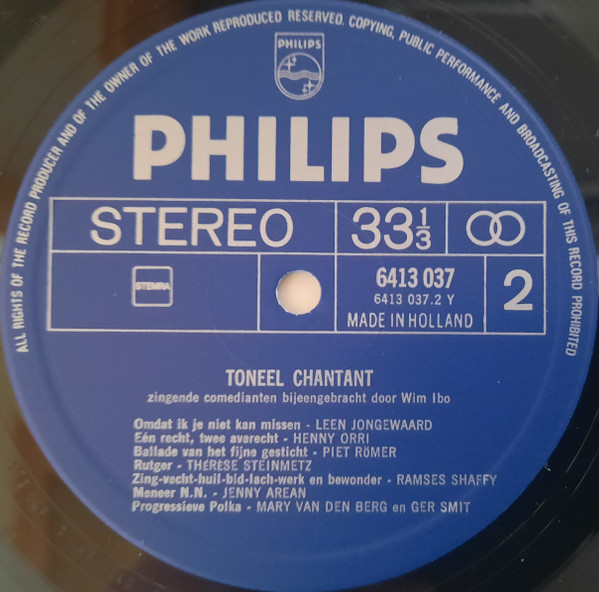 ALL RIGHTS OF THE RECORD PRODUCER AND OF THE OWNER OF THE WORK REPRODUCED RESERVED. COPYING, PUBLIC PERFORMANCE AND BROADCASTING OF THIS RECORD PROHIBITED
PHILIPS
PHILIPS
STEREO
33 1/3
STEMRA
6413 037
6413 037.2 Y
MADE IN HOLLAND
2
TONEEL CHANTANT
zingende comedianten bijeengebracht door Wim Ibo
Omdat ik je niet kan missen - LEEN JONGEWAARD
Eén recht, twee averecht - HENNY ORRI
Ballade van het fijne gesticht - PIET RÖMER
Rutger - THÉRÈSE STEINMETZ
Zing-vecht-huil-bid-lach-werk en bewonder - RAMSES SHAFFY
Meneer N.N. - JENNY AREAN
Progressieve Polka - MARY VAN DEN BERG en GER SMIT